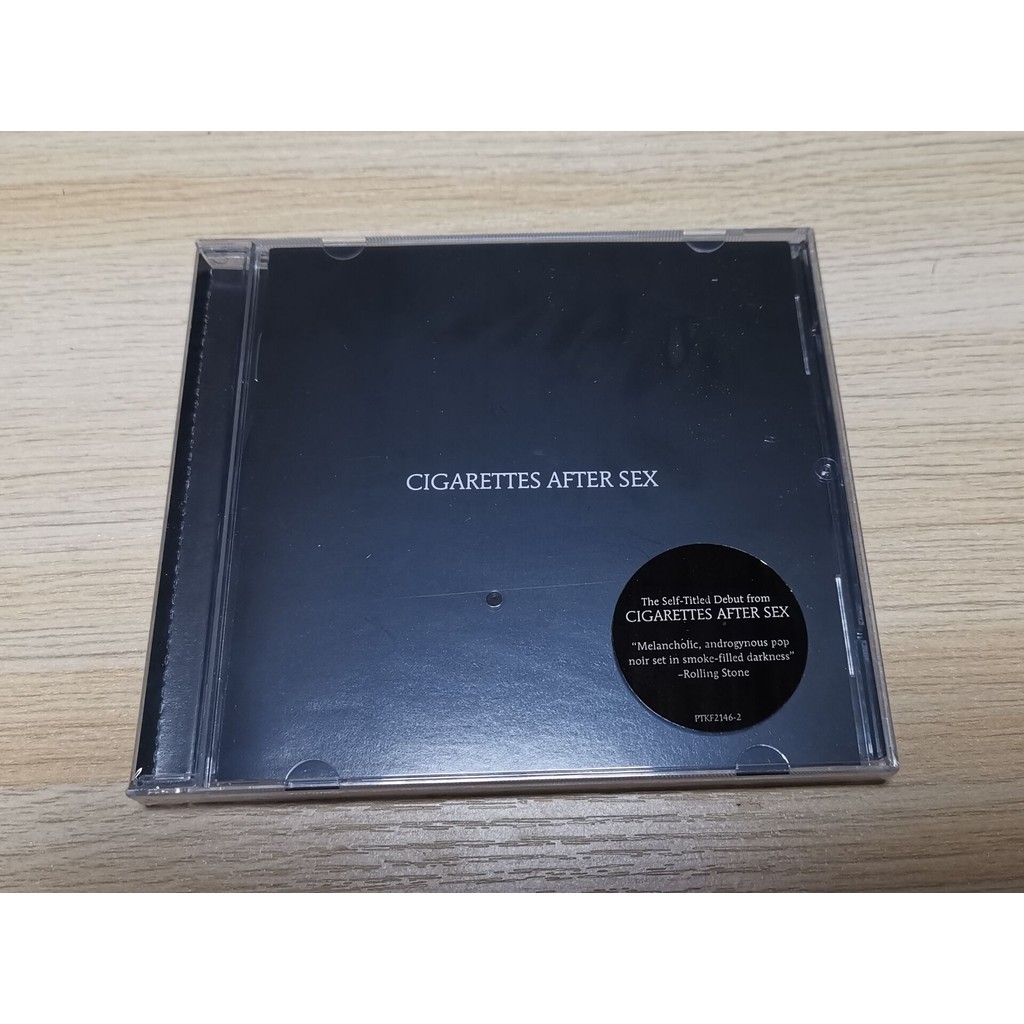 CIGARETTES AFTER SEX
The Self-Titled Debut from
CIGARETTES AFTER SEX
“Melancholic, androgynous pop
noir set in smoke-filled darkness”
–Rolling Stone
PTKF2146-2